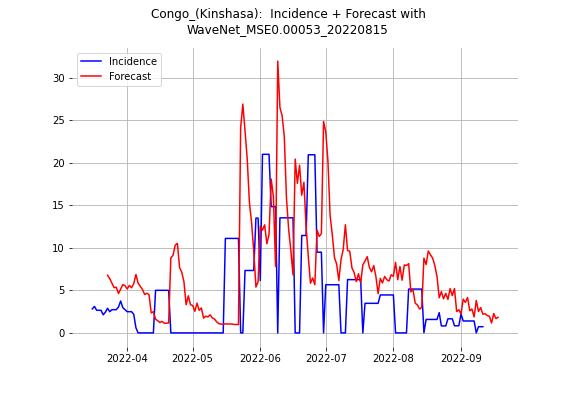 Congo_(Kinshasa):  Incidence + Forecast with
WaveNet_MSE0.00053_20220815
Incidence
Forecast
30
25
20
15
10
5
0
2022-04 2022-05 2022-06 2022-07 2022-08 2022-09